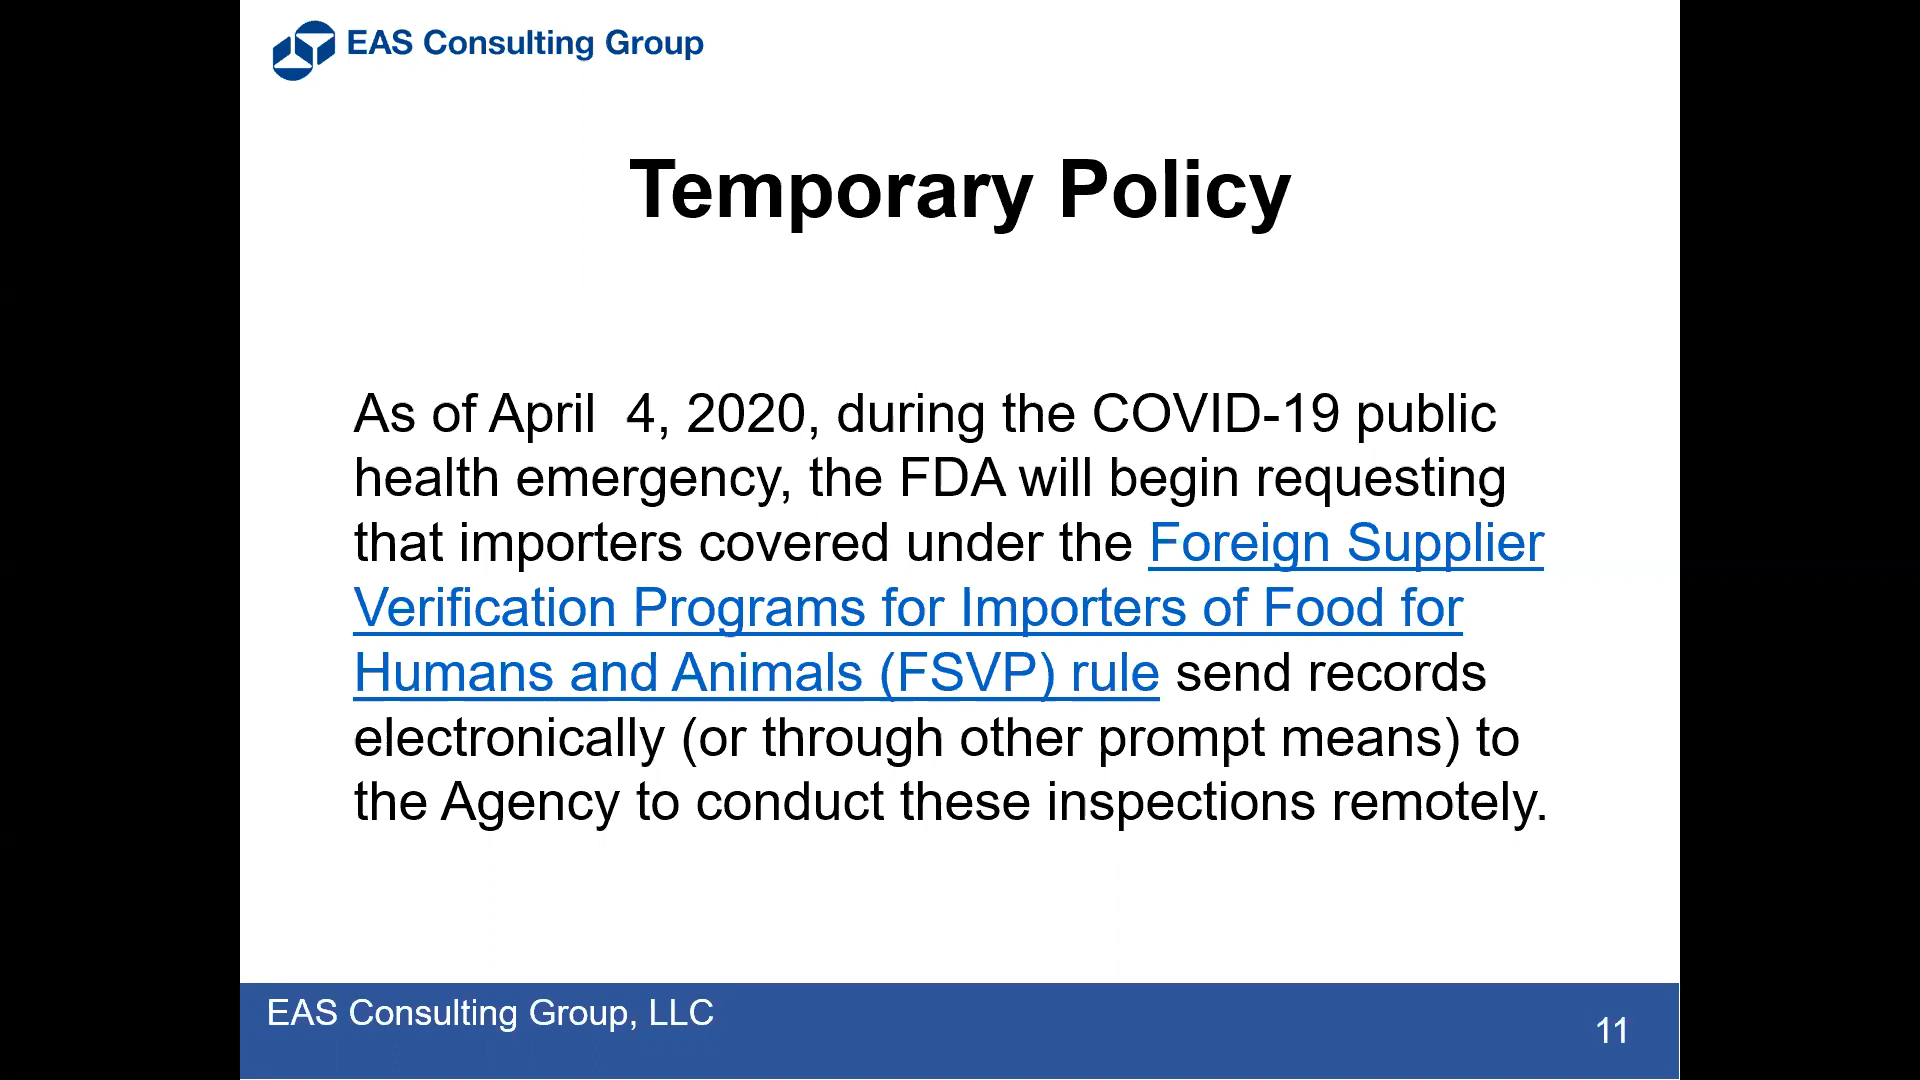 EAS Consulting Group
Temporary Policy
As of April  4, 2020, during the COVID-19 public
health emergency, the FDA will begin requesting
that importers covered under the Foreign Supplier
Verification Programs for Importers of Food for
Humans and Animals (FSVP) rule send records
electronically (or through other prompt means) to
the Agency to conduct these inspections remotely.
EAS Consulting Group, LLC
11